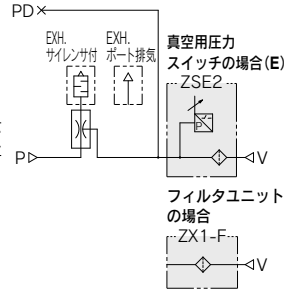 PD
EXH.
サイレンサ付
EXH.
ポート排気
真空用圧力
スイッチの場合(E)
ZSE2
P
P
V
フィルタユニット
の場合
ZX1-F
V